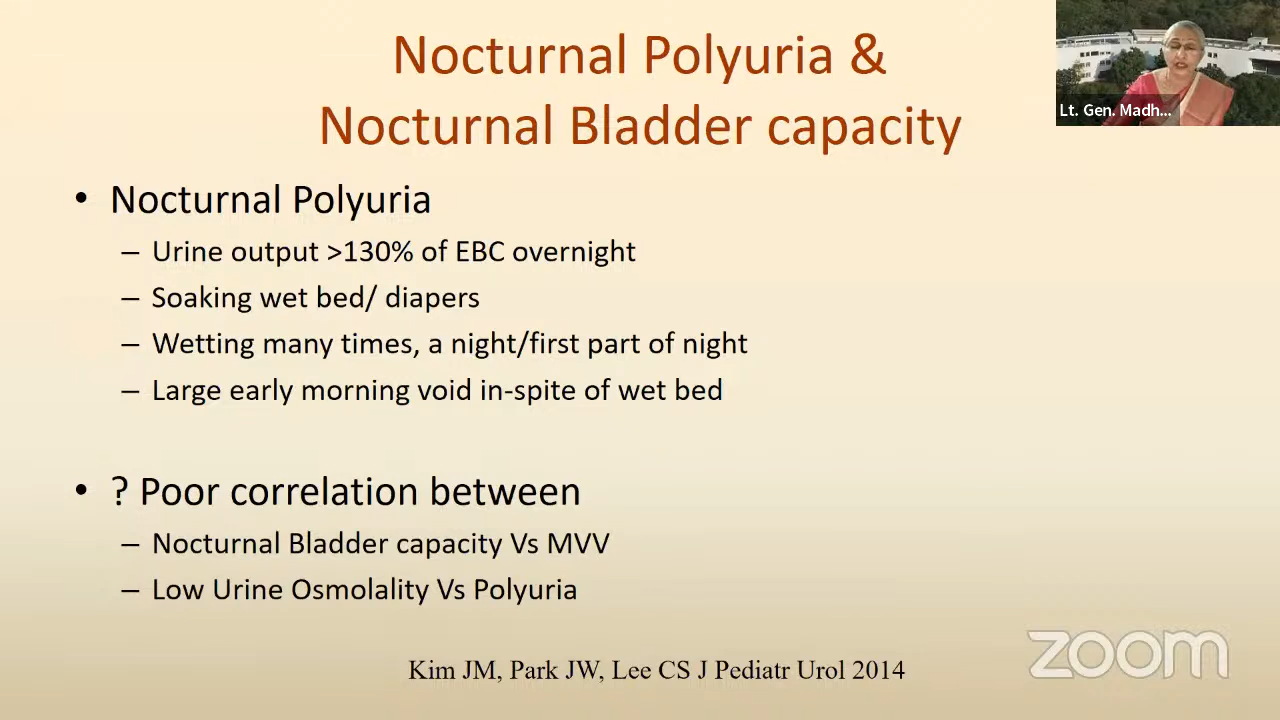 Nocturnal Polyuria &
Nocturnal Bladder capacity
Lt. Gen. Madh...
• Nocturnal Polyuria
– Urine output >130% of EBC overnight
– Soaking wet bed/ diapers
– Wetting many times, a night/first part of night
– Large early morning void in-spite of wet bed
• ? Poor correlation between
– Nocturnal Bladder capacity Vs MVV
– Low Urine Osmolality Vs Polyuria
Kim JM, Park JW, Lee CS J Pediatr Urol 2014
zoom